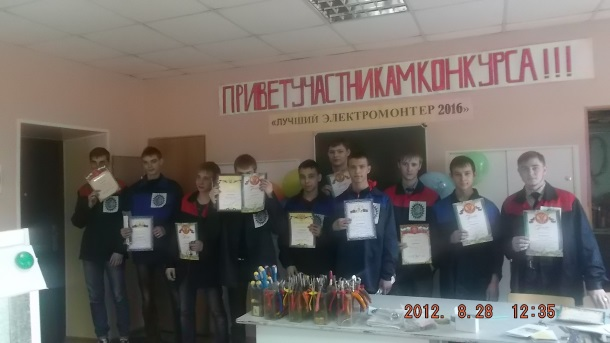 ПРИВЕТ УЧАСТНИКАМ КОНКУРСА!!!
«ЛУЧШИЙ ЭЛЕКТРОМОНТЕР 2016»
2012. 8.28 12:35